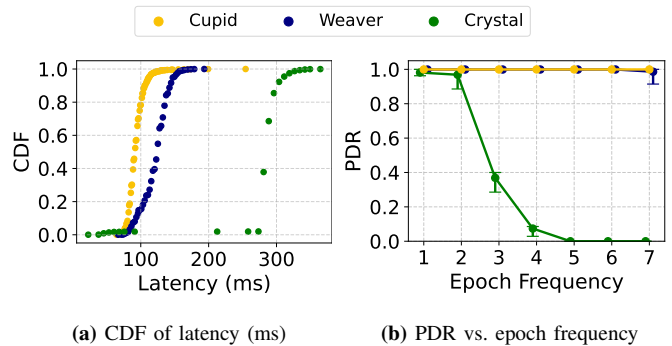 Cupid Weaver Crystal
1.0
0.8
0.6
0.4
0.2
0.0
CDF
100 200 300
Latency (ms)
(a) CDF of latency (ms)
1.0
0.8
0.6
0.4
0.2
0.0
PDR
1 2 3 4 5 6 7
Epoch Frequency
(b) PDR vs. epoch frequency